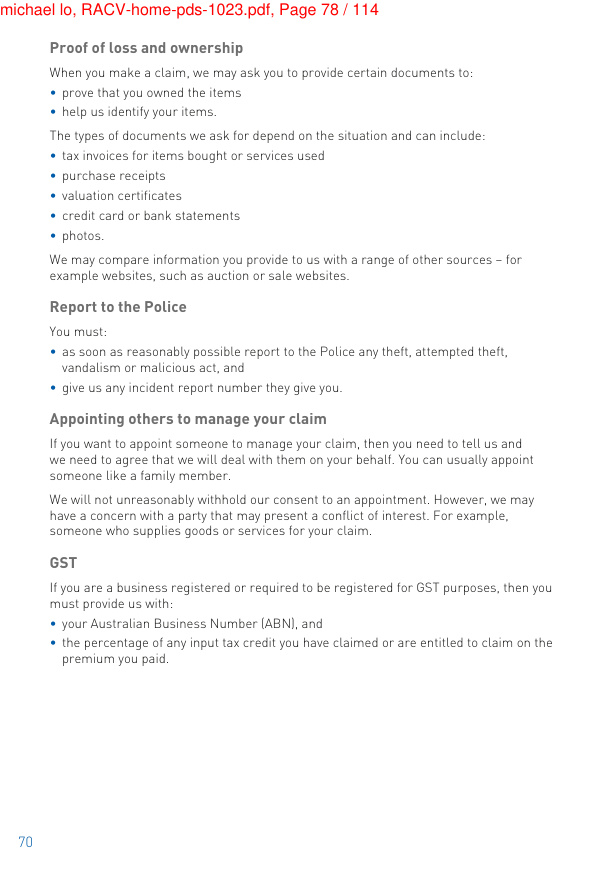 michael lo, RACV-home-pds-1023.pdf, Page 78 / 114
Proof of loss and ownership
When you make a claim, we may ask you to provide certain documents to:
• prove that you owned the items
• help us identify your items.
The types of documents we ask for depend on the situation and can include:
• tax invoices for items bought or services used
• purchase receipts
• valuation certificates
• credit card or bank statements
• photos.
We may compare information you provide to us with a range of other sources – for
example websites, such as auction or sale websites.
Report to the Police
You must:
• as soon as reasonably possible report to the Police any theft, attempted theft,
vandalism or malicious act, and
• give us any incident report number they give you.
Appointing others to manage your claim
If you want to appoint someone to manage your claim, then you need to tell us and
we need to agree that we will deal with them on your behalf. You can usually appoint
someone like a family member.
We will not unreasonably withhold our consent to an appointment. However, we may
have a concern with a party that may present a conflict of interest. For example,
someone who supplies goods or services for your claim.
GST
If you are a business registered or required to be registered for GST purposes, then you
must provide us with:
• your Australian Business Number (ABN), and
• the percentage of any input tax credit you have claimed or are entitled to claim on the
premium you paid.
70